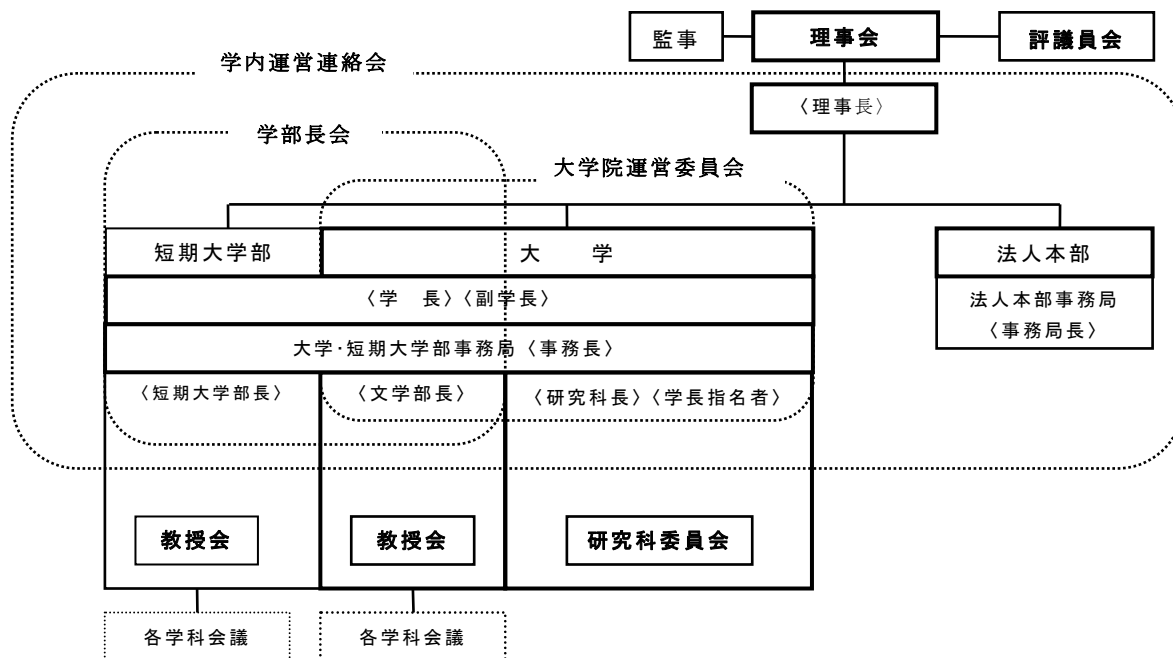 監事
理事会
評議員会
学内運営連絡会
〈理事長〉
学部長会
大学院運営委員会
短期大学部
大　学
法人本部
〈学　長〉〈副学長〉
法人本部事務局
〈事務局長〉
大学・短期大学部事務局〈事務長〉
〈短期大学部長〉
〈文学部長〉
〈研究科長〉〈学長指名者〉
教授会
教授会
研究科委員会
各学科会議
各学科会議